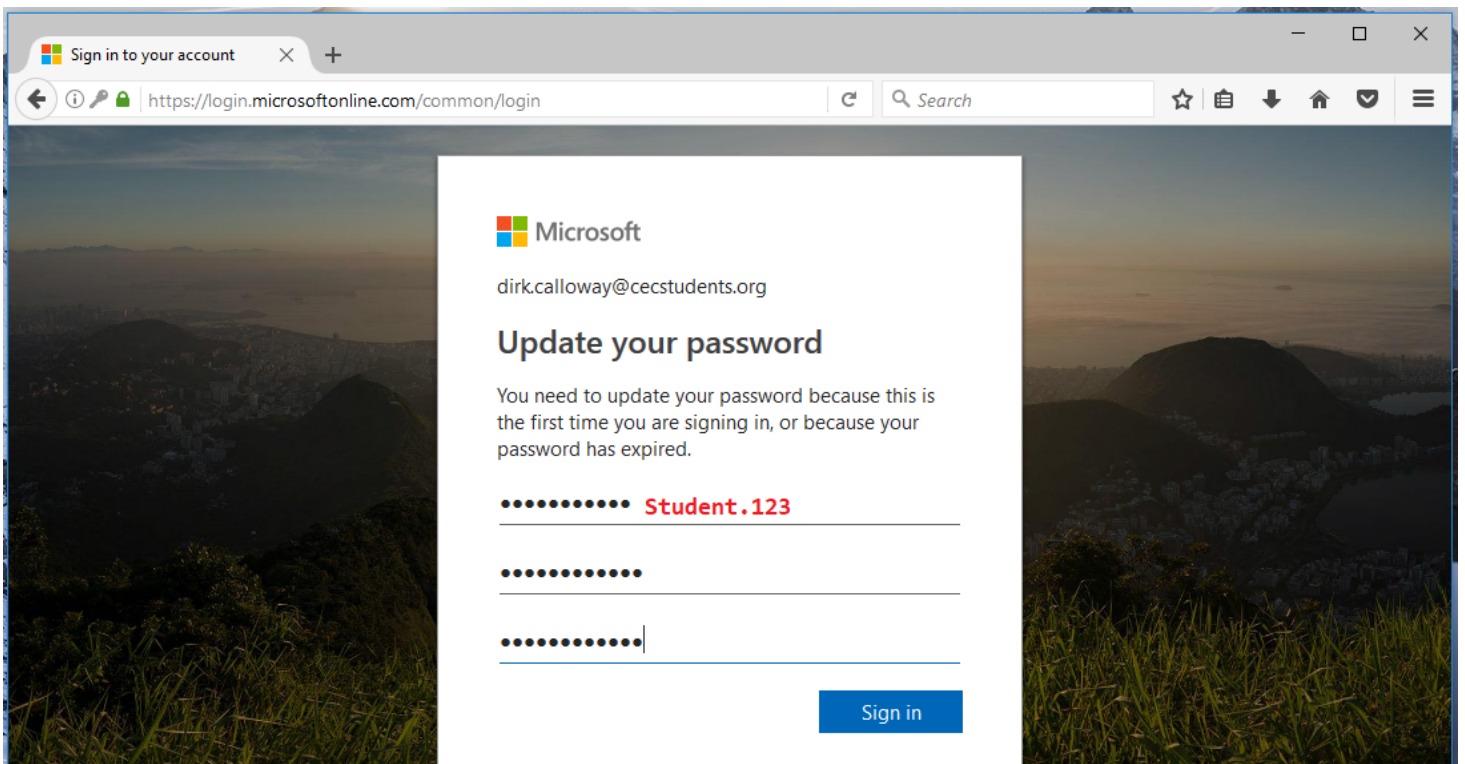 Sign in to your account
https://login.microsoftonline.com/common/login
Search
Microsoft
dirk.calloway@cecstudents.org
Update your password
You need to update your password because this is
the first time you are signing in, or because your
password has expired.
••••••••••• Student.123
••••••••••••
••••••••••••
Sign in